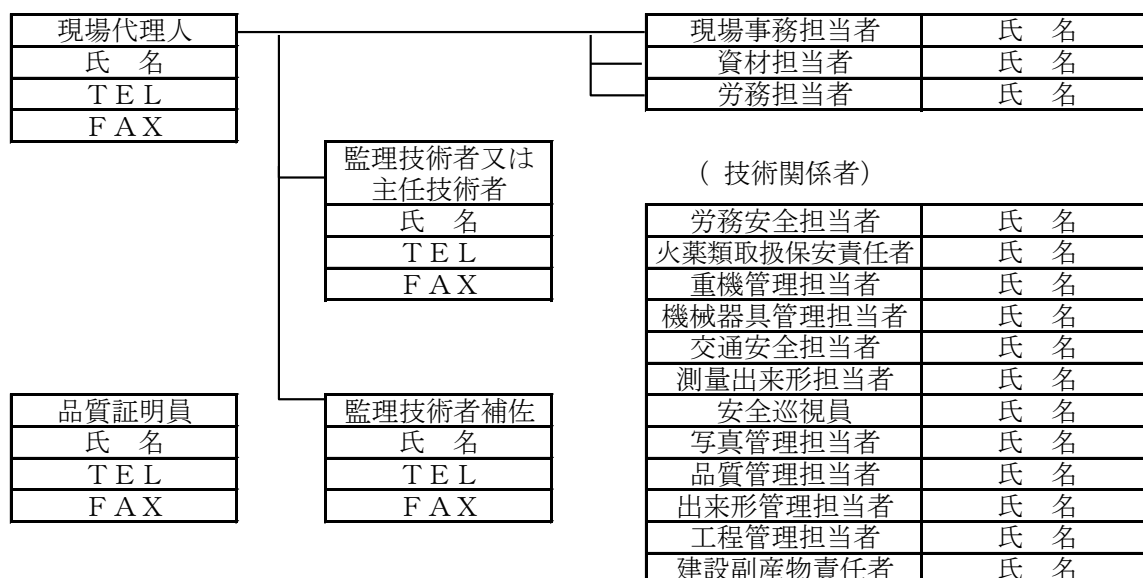 現場代理人
氏 名
TEL
FAX
現場事務担当者 氏 名
資材担当者 氏 名
労務担当者 氏 名
監理技術者又は
主任技術者
氏 名
TEL
FAX
( 技術関係者)
労務安全担当者 氏 名
火薬類取扱保安責任者 氏 名
重機管理担当者 氏 名
機械器具管理担当者 氏 名
交通安全担当者 氏 名
測量出来形担当者 氏 名
安全巡視員 氏 名
写真管理担当者 氏 名
品質管理担当者 氏 名
出来形管理担当者 氏 名
工程管理担当者 氏 名
建設副産物責任者 氏 名
品質証明員
氏 名
TEL
FAX
監理技術者補佐
氏 名
TEL
FAX